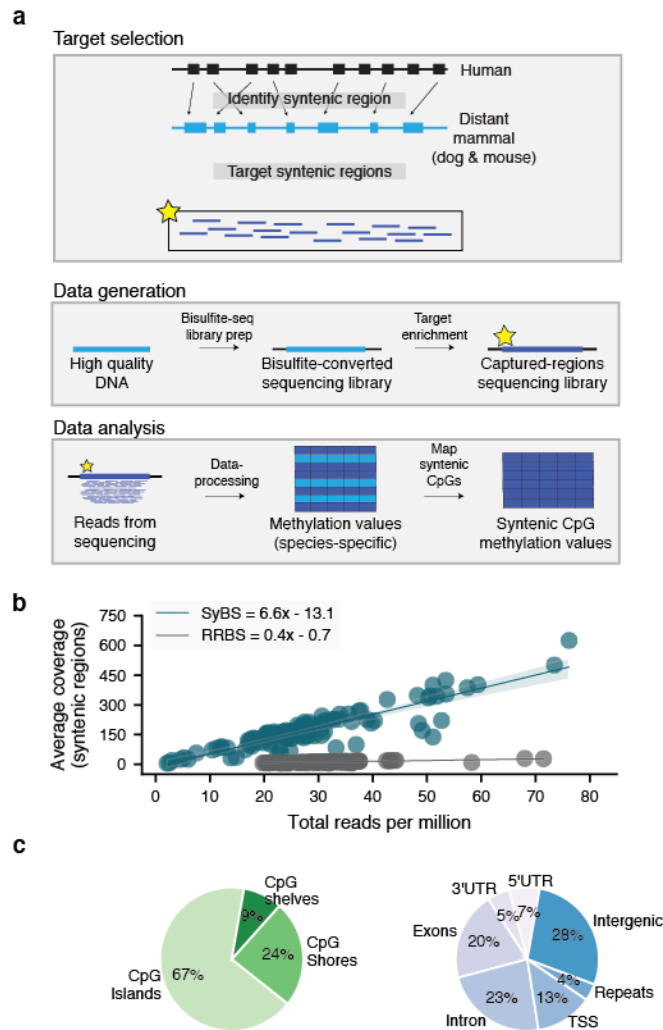 a
Target selection
Human
Identify syntenic region
Distant
mammal
(dog & mouse)
Target syntenic regions
Data generation
Bisulfite-seq
library prep
Target
enrichment
High quality
DNA
Bisulfite-converted
sequencing library
Captured-regions
sequencing library
Data analysis
Data-
processing
Map
syntenic
CpGs
Reads from
sequencing
Methylation values
(species-specific)
Syntenic CpG
methylation values
b
SyBS = 6.6x - 13.1
RRBS = 0.4x - 0.7
Average coverage
(syntenic regions)
750
600
450
300
150
0
0 10 20 30 40 50 60 70 80
Total reads per million
c
CpG
shelves
9%
CpG
Shores
24%
CpG
Islands
67%
3'UTR
5%
5'UTR
7%
Intergenic
28%
Repeats
4%
TSS
13%
Intron
23%
Exons
20%